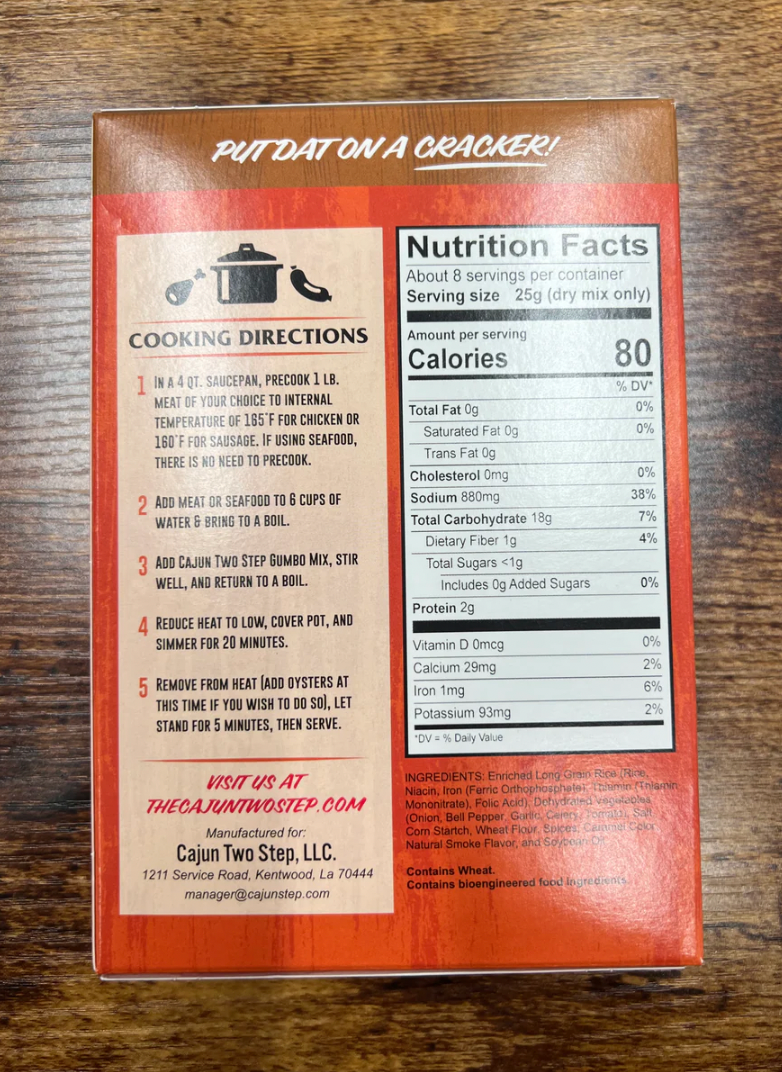 PUT DAT ON A CRACKER!
COOKING DIRECTIONS
1 IN A 4 QT. SAUCEPAN, PRECOOK 1 LB.
MEAT OF YOUR CHOICE TO INTERNAL
TEMPERATURE OF 165°F FOR CHICKEN OR
160°F FOR SAUSAGE. IF USING SEAFOOD,
THERE IS NO NEED TO PRECOOK.
2 ADD MEAT OR SEAFOOD TO 6 CUPS OF
WATER & BRING TO A BOIL.
3 ADD CAJUN TWO STEP GUMBO MIX, STIR
WELL, AND RETURN TO A BOIL.
4 REDUCE HEAT TO LOW, COVER POT, AND
SIMMER FOR 20 MINUTES.
5 REMOVE FROM HEAT (ADD OYSTERS AT
THIS TIME IF YOU WISH TO DO SO), LET
STAND FOR 5 MINUTES, THEN SERVE.
VISIT US AT
THECAJUNTWOSTEP.COM
Manufactured for:
Cajun Two Step, LLC.
1211 Service Road, Kentwood, La 70444
manager@cajunstep.com
Nutrition Facts
About 8 servings per container
Serving size 25g (dry mix only)
Amount per serving
Calories 80
% DV*
Total Fat 0g 0%
Saturated Fat 0g 0%
Trans Fat 0g
Cholesterol 0mg 0%
Sodium 880mg 38%
Total Carbohydrate 18g 7%
Dietary Fiber 1g 4%
Total Sugars <1g
Includes 0g Added Sugars 0%
Protein 2g
Vitamin D 0mcg 0%
Calcium 29mg 2%
Iron 1mg 6%
Potassium 93mg 2%
*DV = % Daily Value
INGREDIENTS: Enriched Long Grain Rice (Rice,
Niacin, Iron (Ferric Orthophosphate), Thiamin (Thiamin
Mononitrate), Folic Acid), Dehydrated Vegetables
(Onion, Bell Pepper, Garlic, Celery, Tomato), Salt,
Corn Startch, Wheat Flour, Spices, Caramel Color,
Natural Smoke Flavor, and Soybean Oil.
Contains Wheat.
Contains bioengineered food ingredients.